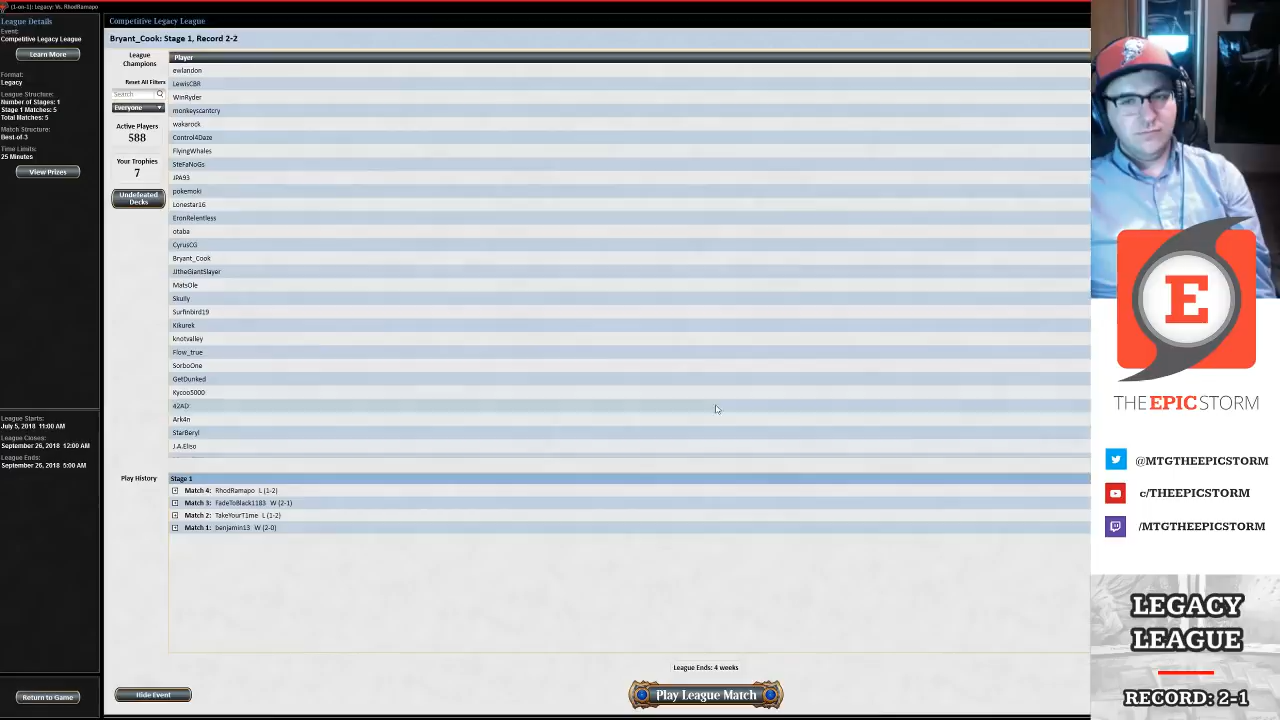 (1-on-1): Legacy: Vs. RhodRamapo
League Details
Event:
Competitive Legacy League
Learn More
Format:
Legacy
League Structure:
Number of Stages: 1
Stage 1 Matches: 5
Total Matches: 5
Match Structure:
Best-of-3
Time Limits:
25 Minutes
View Prizes
League Starts:
July 5, 2018 11:00 AM
League Closes:
September 26, 2018 12:00 AM
League Ends:
September 26, 2018 5:00 AM
Return to Game
Competitive Legacy League
Bryant_Cook: Stage 1, Record 2-2
League
Champions
Reset All Filters
Search
Everyone
Active Players
588
Your Trophies
7
Undefeated
Decks
Player
ewlandon
LewisCBR
WinRyder
monkeyscantcry
wakarock
Control4Daze
FlyingWhales
SteFaNoGs
JPA93
pokemoki
Lonestar16
EronRelentless
otaba
CyrusCG
Bryant_Cook
JJtheGiantSlayer
MatsOle
Skully
Surfinbird19
Kikurek
knotvalley
Flow_true
SorboOne
GetDunked
Rycoo5000
42AD
Ark4n
StarBeryl
J.A.Eliso
Play History
Stage 1
Match 4: RhodRamapo L (1-2)
Match 3: FadeToBlack1183 W (2-1)
Match 2: TakeYourT1me L (1-2)
Match 1: benjamin13 W (2-0)
League Ends: 4 weeks
Hide Event
Play League Match
E
THE EPIC STORM
@MTGTHEEPICSTORM
c/THEEPICSTORM
/MTGTHEEPICSTORM
LEGACY
LEAGUE
RECORD: 2-1